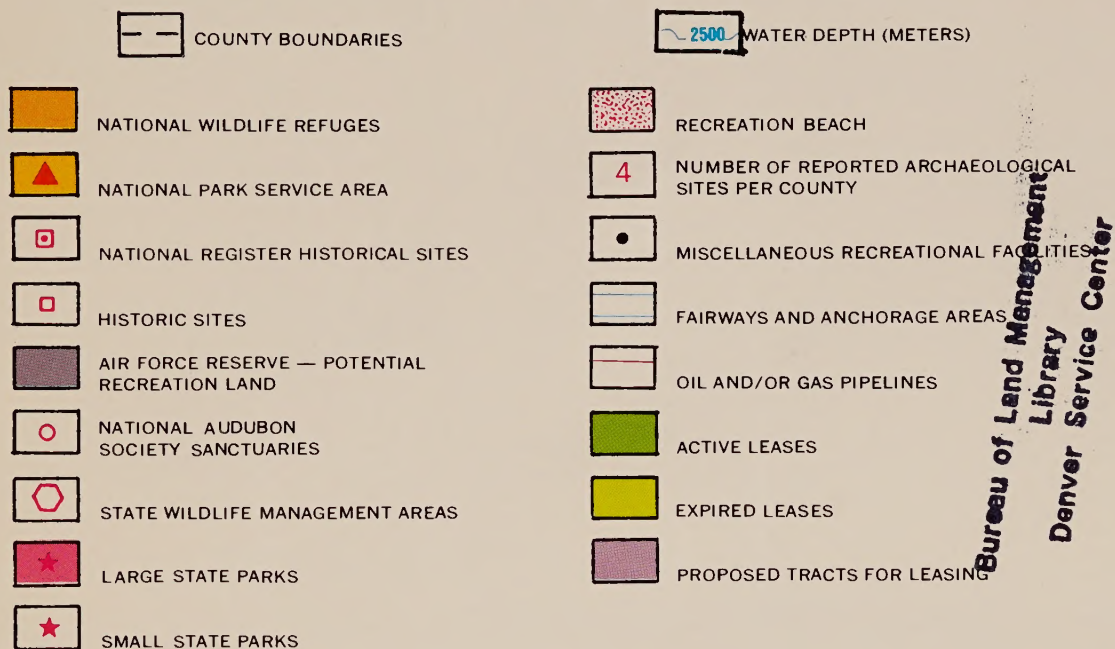 COUNTY BOUNDARIES
NATIONAL WILDLIFE REFUGES
NATIONAL PARK SERVICE AREA
NATIONAL REGISTER HISTORICAL SITES
HISTORIC SITES
AIR FORCE RESERVE — POTENTIAL
RECREATION LAND
NATIONAL AUDUBON
SOCIETY SANCTUARIES
STATE WILDLIFE MANAGEMENT AREAS
LARGE STATE PARKS
SMALL STATE PARKS
2500 WATER DEPTH (METERS)
RECREATION BEACH
4 NUMBER OF REPORTED ARCHAEOLOGICAL
SITES PER COUNTY
MISCELLANEOUS RECREATIONAL FACILITIES
FAIRWAYS AND ANCHORAGE AREAS
OIL AND/OR GAS PIPELINES
ACTIVE LEASES
EXPIRED LEASES
PROPOSED TRACTS FOR LEASING
Bureau of Land Management
Library
Denver Service Center